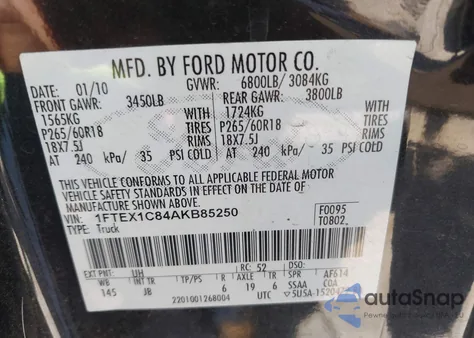 MFD. BY FORD MOTOR CO.
DATE: 01/10 GVWR: 6800LB/ 3084KG
FRONT GAWR: 3450LB REAR GAWR: 3800LB
1565KG WITH 1724KG WITH
P265/60R18 TIRES P265/60R18 TIRES
18X7.5J RIMS 18X7.5J RIMS
AT 240 kPa/ 35 PSI COLD AT 240 kPa/ 35 PSI COLD
THIS VEHICLE CONFORMS TO ALL APPLICABLE FEDERAL MOTOR
VEHICLE SAFETY STANDARDS IN EFFECT ON THE DATE OF
MANUFACTURE SHOWN ABOVE.
VIN: 1FTEX1C84AKB85250 F0095
TYPE: Truck T0802
EXT PNT: UH RC: 52 DSO:
WB INT TR TP/PS R AXLE TR SPR AF614
145 JB 6 19 6 SSAA COA
2201001268004 UTC
autoSnap